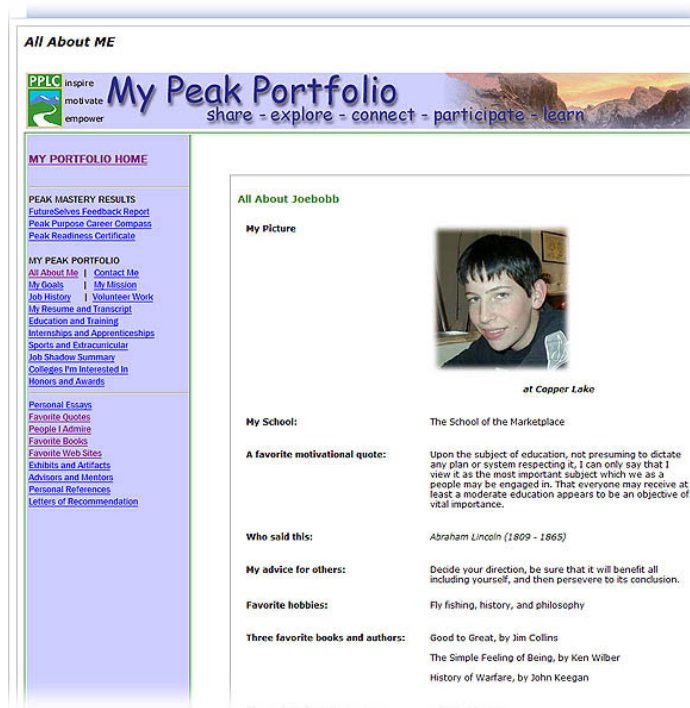 All About ME
PPLC inspire
motivate
empower
My Peak Portfolio
share - explore - connect - participate - learn
MY PORTFOLIO HOME
PEAK MASTERY RESULTS
FutureSelves Feedback Report
Peak Purpose Career Compass
Peak Readiness Certificate
MY PEAK PORTFOLIO
All About Me | Contact Me
My Goals | My Mission
Job History | Volunteer Work
My Resume and Transcript
Education and Training
Internships and Apprenticeships
Sports and Extracurricular
Job Shadow Summary
Colleges I'm Interested In
Honors and Awards
Personal Essays
Favorite Quotes
People I Admire
Favorite Books
Favorite Web Sites
Exhibits and Artifacts
Advisors and Mentors
Personal References
Letters of Recommendation
All About Joebobb
My Picture
at Copper Lake
My School: The School of the Marketplace
A favorite motivational quote: Upon the subject of education, not presuming to dictate
any plan or system respecting it, I can only say that I
view it as the most important subject which we as a
people may be engaged in. That everyone may receive at
least a moderate education appears to be an objective of
vital importance.
Who said this: Abraham Lincoln (1809 - 1865)
My advice for others: Decide your direction, be sure that it will benefit all
including yourself, and then persevere to its conclusion.
Favorite hobbies: Fly fishing, history, and philosophy
Three favorite books and authors: Good to Great, by Jim Collins
The Simple Feeling of Being, by Ken Wilber
History of Warfare, by John Keegan